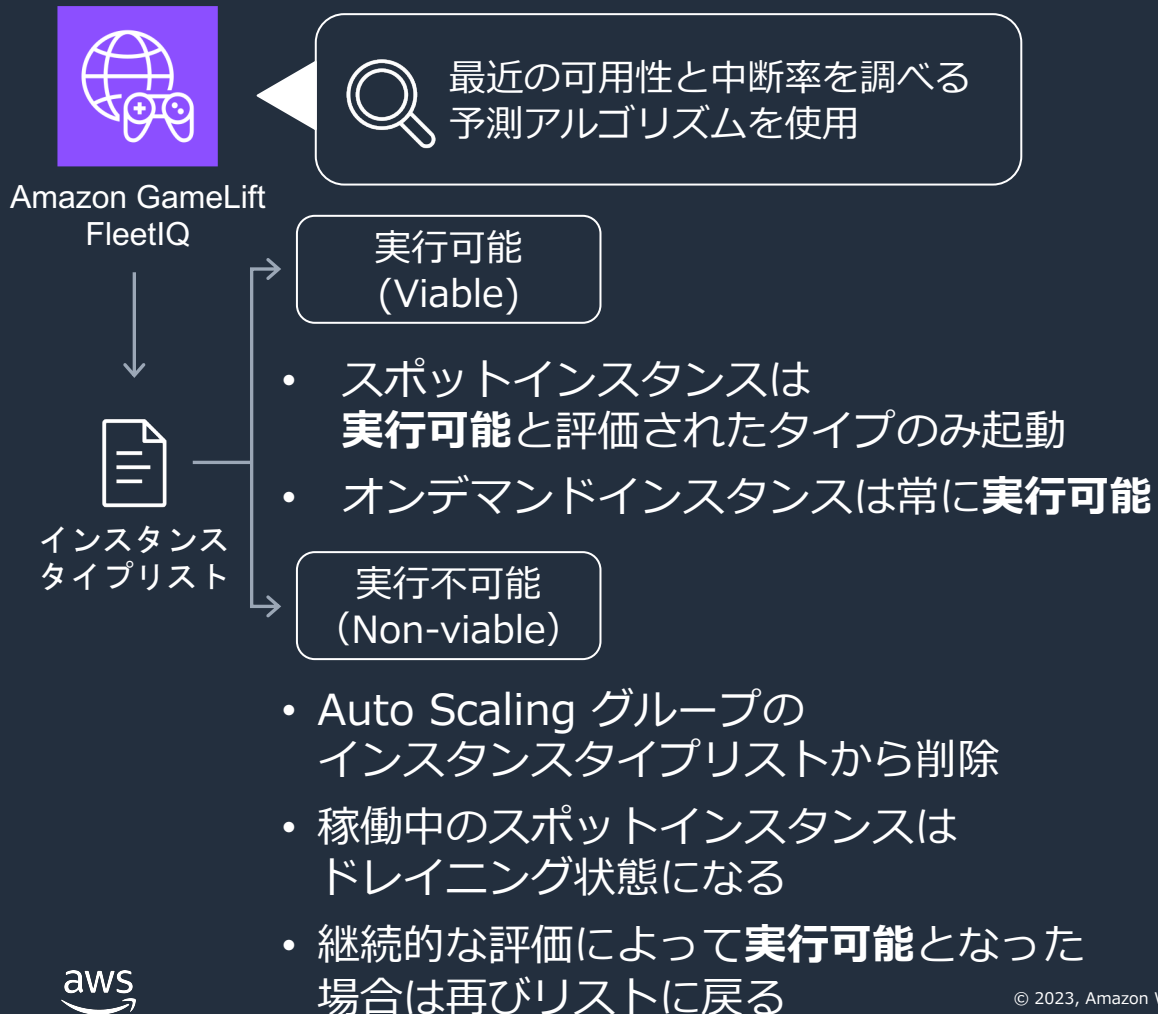 最近の可用性と中断率を調べる
予測アルゴリズムを使用
Amazon GameLift
FleetIQ
実行可能
(Viable)
• スポットインスタンスは
実行可能と評価されたタイプのみ起動
• オンデマンドインスタンスは常に実行可能
インスタンス
タイプリスト
実行不可能
（Non-viable）
• Auto Scaling グループの
インスタンスタイプリストから削除
• 稼働中のスポットインスタンスは
ドレイニング状態になる
• 継続的な評価によって実行可能となった
場合は再びリストに戻る
aws
© 2023, Amazon W